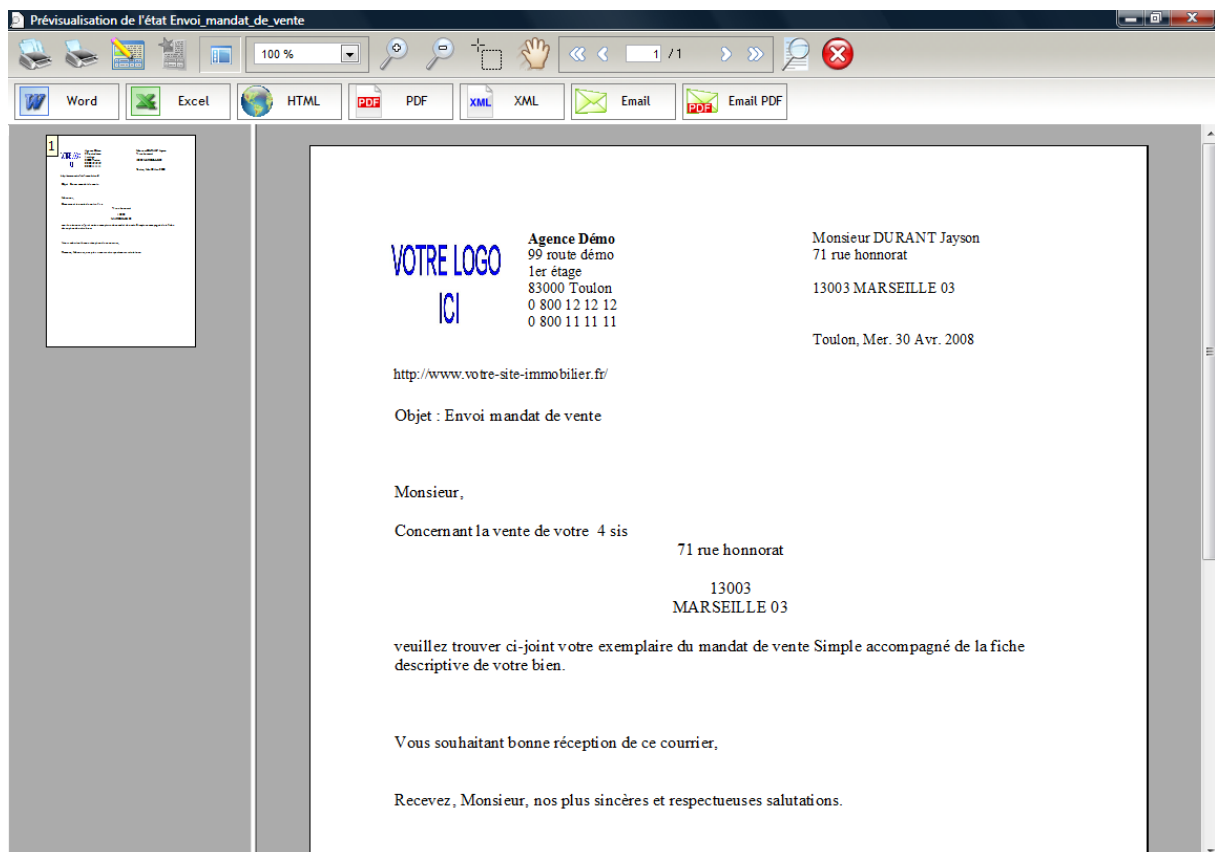 Prévisualisation de l'état Envoi_mandat_de_vente
100 %
1 /1
Word
Excel
HTML
PDF PDF
XML XML
Email
PDF Email PDF
1
VOTRE LOGO
ICI
Agence Démo
99 route démo
1er étage
83000 Toulon
0 800 12 12 12
0 800 11 11 11
Monsieur DURANT Jayson
71 rue honnorat
13003 MARSEILLE 03
Toulon, Mer. 30 Avr. 2008
http://www.votre-site-immobilier.fr/
Objet : Envoi mandat de vente
Monsieur,
Concernant la vente de votre 4 sis
71 rue honnorat
13003
MARSEILLE 03
veuillez trouver ci-joint votre exemplaire du mandat de vente Simple accompagné de la fiche
descriptive de votre bien.
Vous souhaitant bonne réception de ce courrier,
Recevez, Monsieur, nos plus sincères et respectueuses salutations.